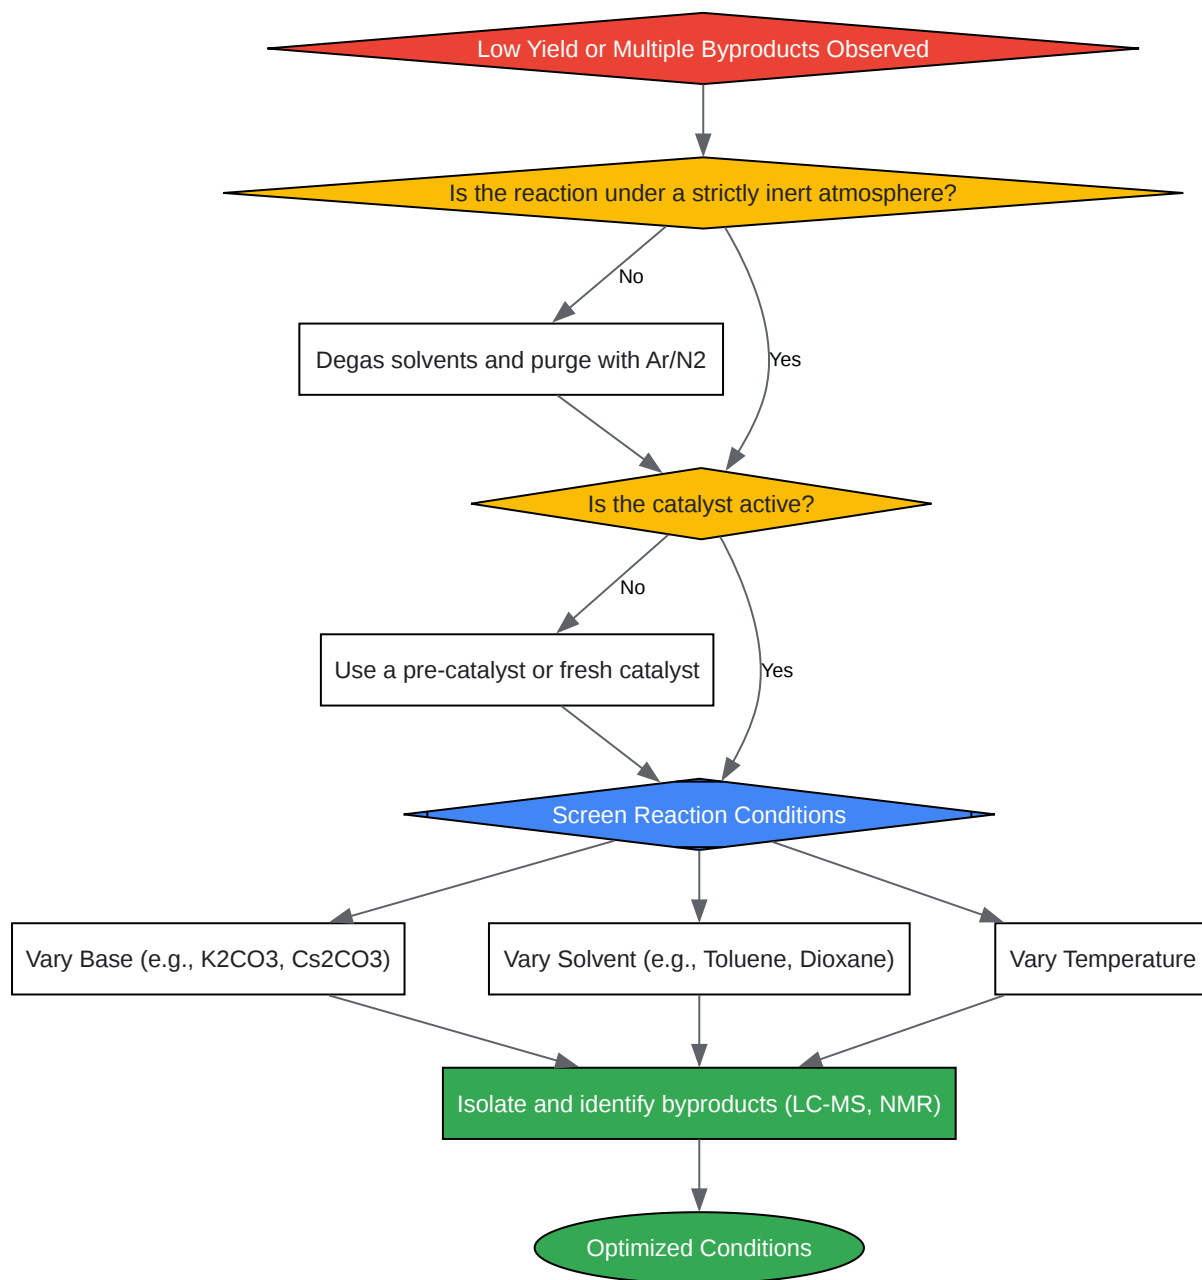 Low Yield or Multiple Byproducts Observed
Is the reaction under a strictly inert atmosphere?
No
Degas solvents and purge with Ar/N2
Yes
Is the catalyst active?
No
Use a pre-catalyst or fresh catalyst
Yes
Screen Reaction Conditions
Vary Base (e.g., K2CO3, Cs2CO3)
Vary Solvent (e.g., Toluene, Dioxane)
Vary Temperature
Isolate and identify byproducts (LC-MS, NMR)
Optimized Conditions